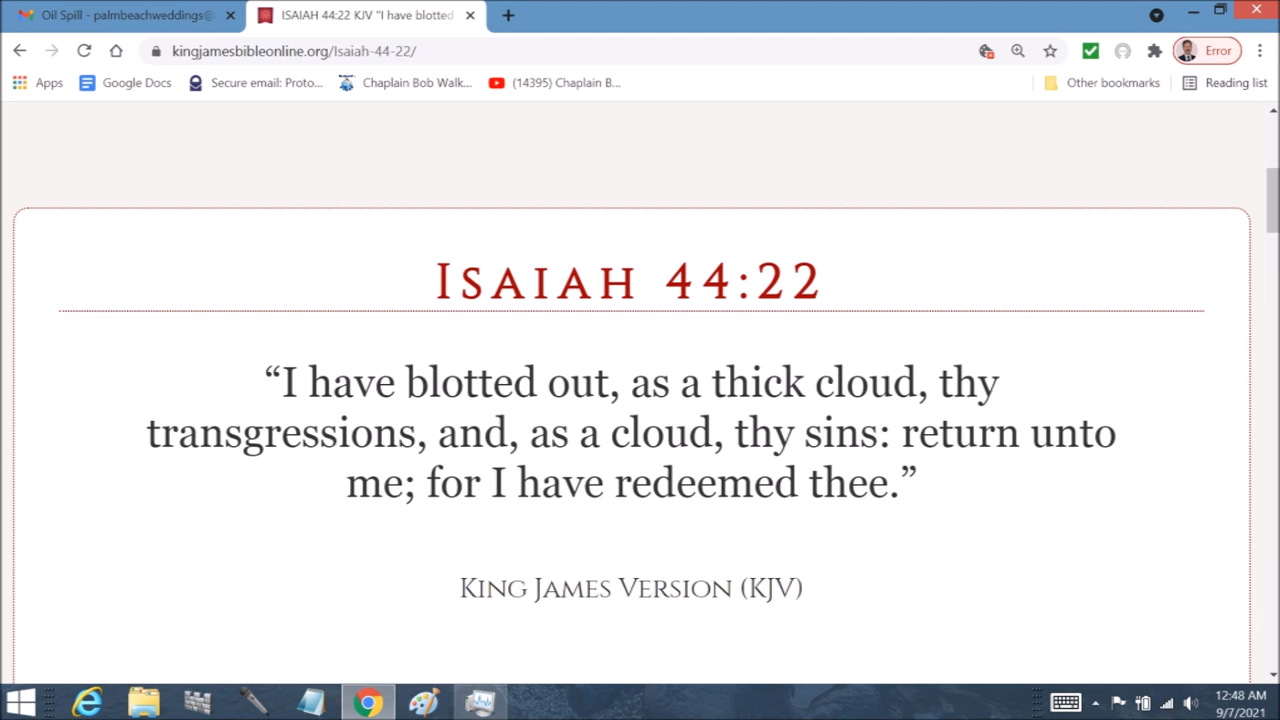 Oil Spill - palmbeachweddings@
ISAIAH 44:22 KJV "I have blotted
kingjamesbibleonline.org/Isaiah-44-22/
Error
Apps
Google Docs
Secure email: Proto...
Chaplain Bob Walk...
(14395) Chaplain B...
Other bookmarks
Reading list
ISAIAH 44:22
“I have blotted out, as a thick cloud, thy
transgressions, and, as a cloud, thy sins: return unto
me; for I have redeemed thee.”
KING JAMES VERSION (KJV)
12:48 AM
9/7/2021